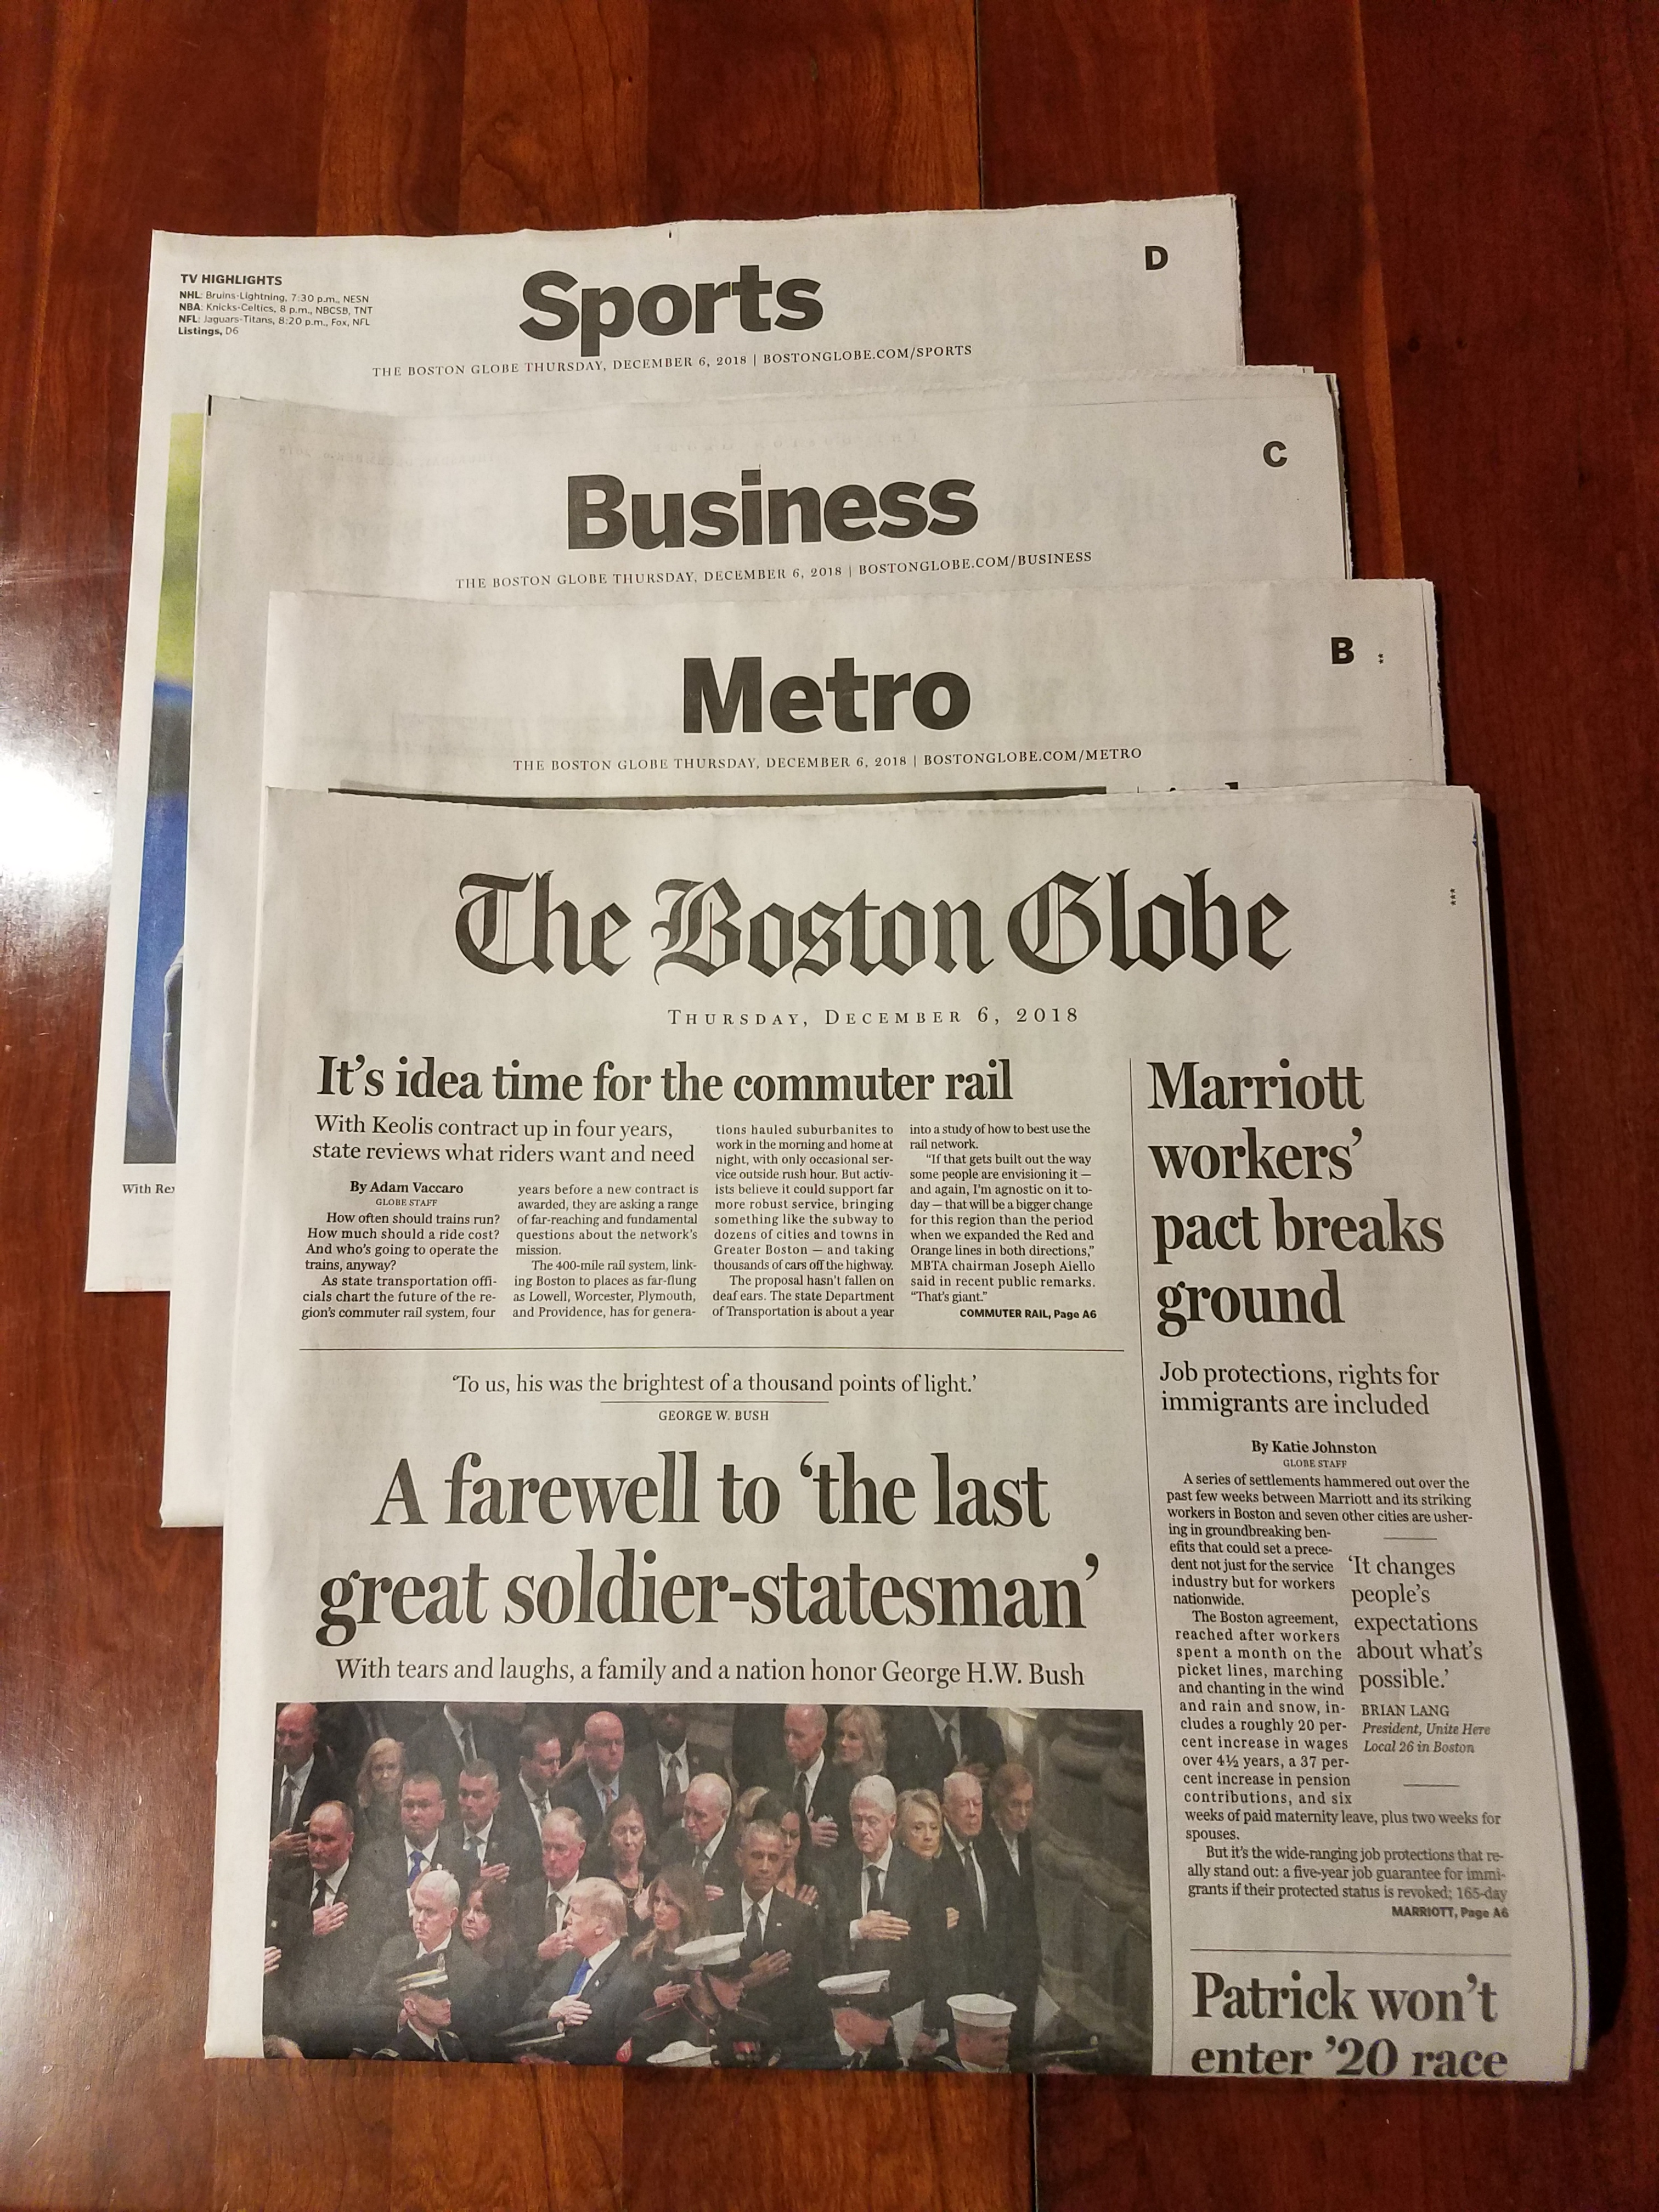 TV HIGHLIGHTS
NHL: Bruins-Lightning, 7:30 p.m., NESN
NBA: Knicks-Celtics, 8 p.m., NBCSB, TNT
NFL: Jaguars-Titans, 8:20 p.m., Fox, NFL
Listings, D6
Sports
D
THE BOSTON GLOBE THURSDAY, DECEMBER 6, 2018 | BOSTONGLOBE.COM/SPORTS
With
C
Business
THE BOSTON GLOBE THURSDAY, DECEMBER 6, 2018 | BOSTONGLOBE.COM/BUSINESS
B **
Metro
THE BOSTON GLOBE THURSDAY, DECEMBER 6, 2018 | BOSTONGLOBE.COM/METRO
***
The Boston Globe
THURSDAY, DECEMBER 6, 2018
It’s idea time for the commuter rail
With Keolis contract up in four years,
state reviews what riders want and need
By Adam Vaccaro
GLOBE STAFF
How often should trains run?
How much should a ride cost?
And who’s going to operate the
trains, anyway?
As state transportation offi-
cials chart the future of the re-
gion’s commuter rail system, four
years before a new contract is
awarded, they are asking a range
of far-reaching and fundamental
questions about the network’s
mission.
The 400-mile rail system, link-
ing Boston to places as far-flung
as Lowell, Worcester, Plymouth,
and Providence, has for genera-
tions hauled suburbanites to
work in the morning and home at
night, with only occasional ser-
vice outside rush hour. But activ-
ists believe it could support far
more robust service, bringing
something like the subway to
dozens of cities and towns in
Greater Boston — and taking
thousands of cars off the highway.
The proposal hasn’t fallen on
deaf ears. The state Department
of Transportation is about a year
into a study of how to best use the
rail network.
“If that gets built out the way
some people are envisioning it —
and again, I’m agnostic on it to-
day — that will be a bigger change
for this region than the period
when we expanded the Red and
Orange lines in both directions,”
MBTA chairman Joseph Aiello
said in recent public remarks.
“That’s giant.”
COMMUTER RAIL, Page A6
‘To us, his was the brightest of a thousand points of light.’
GEORGE W. BUSH
A farewell to ‘the last
great soldier-statesman’
With tears and laughs, a family and a nation honor George H.W. Bush
Marriott
workers’
pact breaks
ground
Job protections, rights for
immigrants are included
By Katie Johnston
GLOBE STAFF
A series of settlements hammered out over the
past few weeks between Marriott and its striking
workers in Boston and seven other cities are usher-
ing in groundbreaking ben-
efits that could set a prece-
dent not just for the service
industry but for workers
nationwide.
The Boston agreement,
reached after workers
spent a month on the
picket lines, marching
and chanting in the wind
and rain and snow, in-
cludes a roughly 20 per-
cent increase in wages
over 4½ years, a 37 per-
cent increase in pension
contributions, and six
weeks of paid maternity leave, plus two weeks for
spouses.
But it’s the wide-ranging job protections that re-
ally stand out: a five-year job guarantee for immi-
grants if their protected status is revoked; 165-day
MARRIOTT, Page A6
‘It changes
people’s
expectations
about what’s
possible.’
BRIAN LANG
President, Unite Here
Local 26 in Boston
Patrick won’t
enter ’20 race